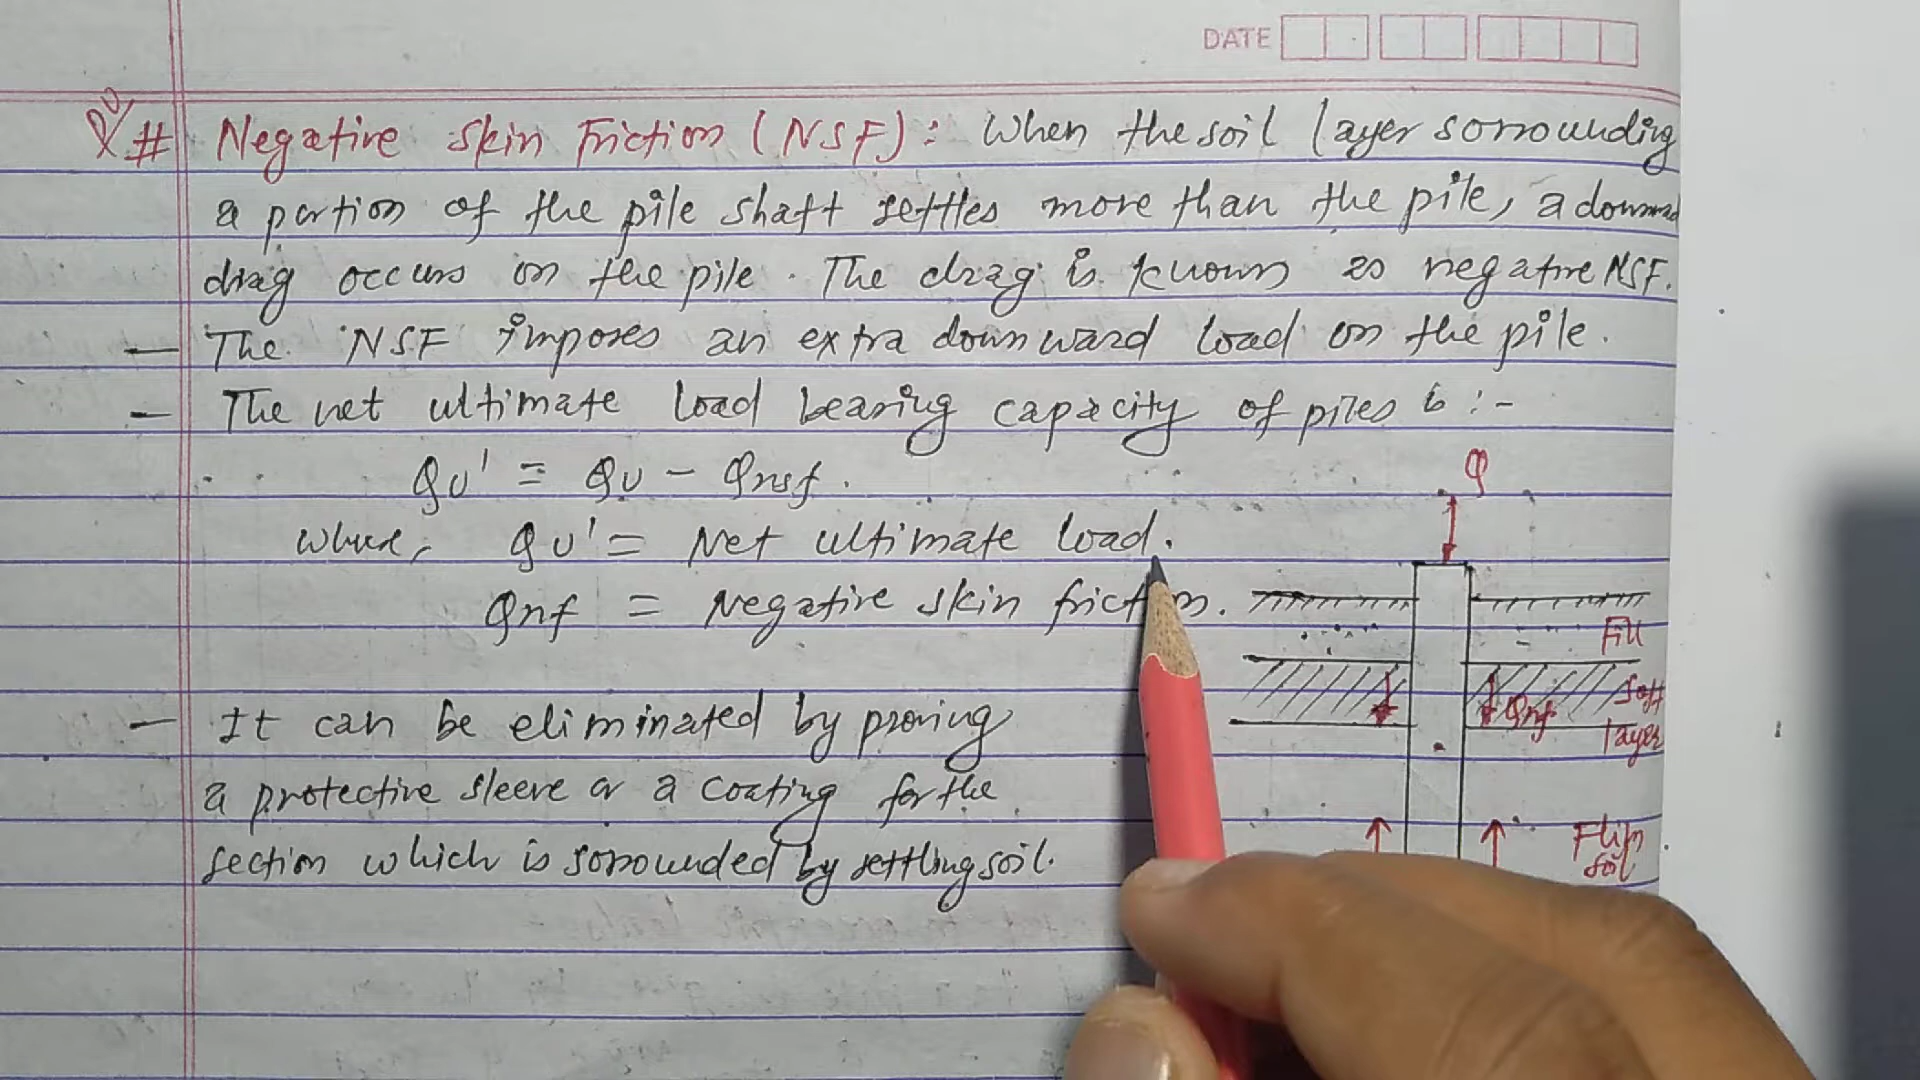 DATE
# Negative skin friction (NSF): When the soil layer sorrounding
a portion of the pile shaft settles more than the pile, a downward
drag occurs on the pile. The drag is known as negative NSF.
— The NSF imposes an extra downward load on the pile.
— The net ultimate load bearing capacity of piles is :-
Qu' = Qu - Qnsf.
where, Qu' = Net ultimate load.
Qnf = Negative skin friction.
— It can be eliminated by proving
a protective sleeve or a coating for the
section which is sorrounded by settling soil.
Q
Fill
Qnf
Soft
layer
soil